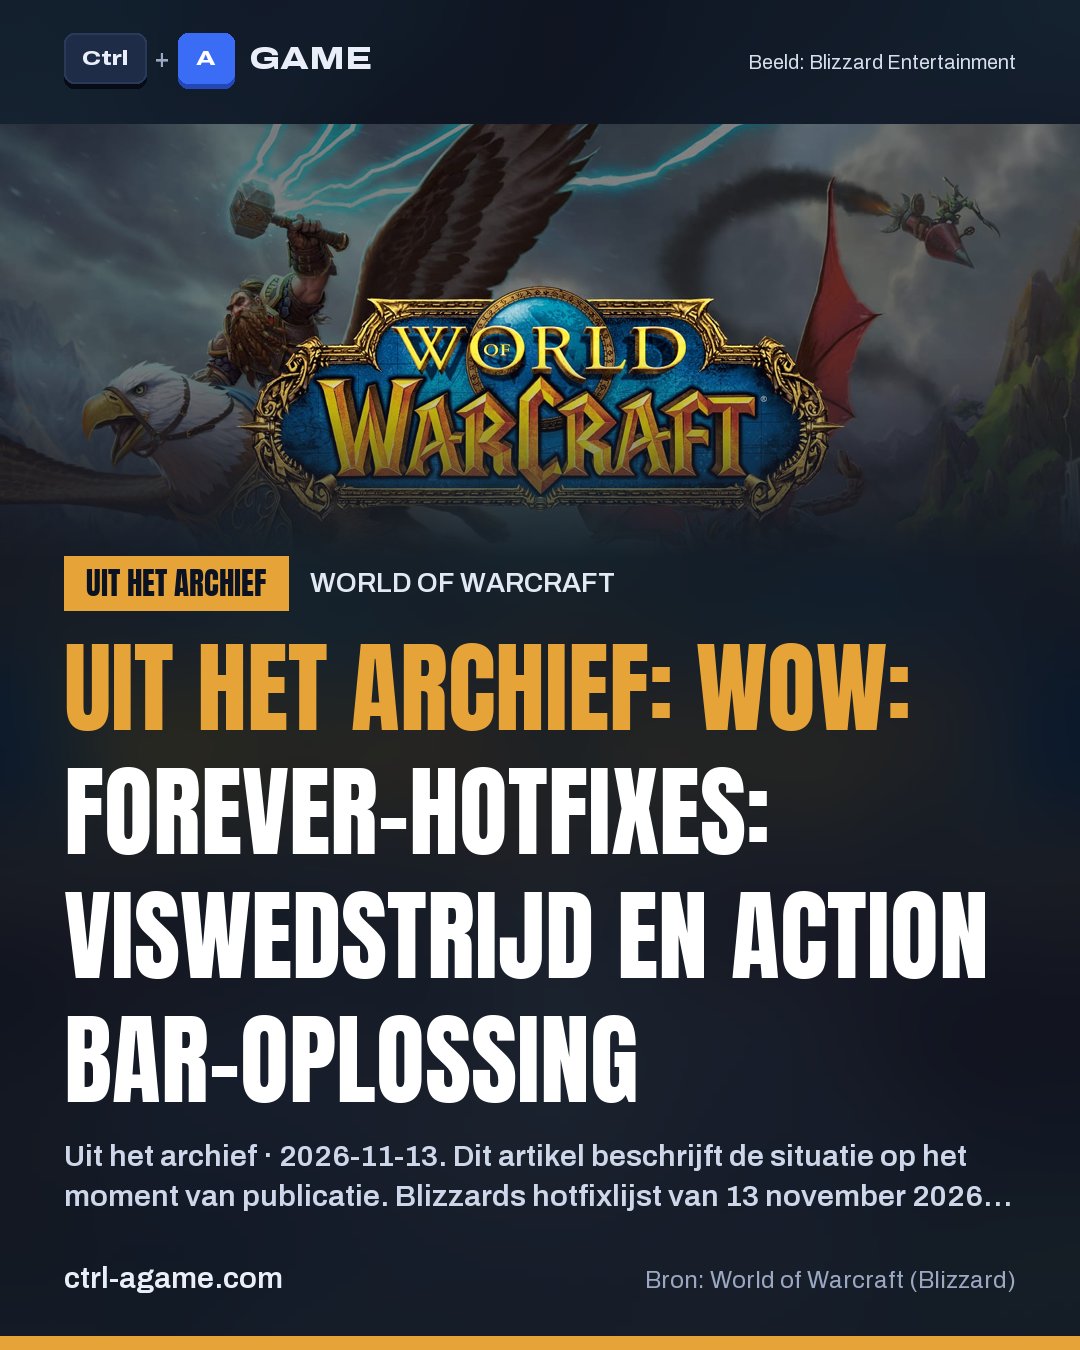 Ctrl + A GAME
Beeld: Blizzard Entertainment
WORLD OF WARCRAFT ®
UIT HET ARCHIEF WORLD OF WARCRAFT
UIT HET ARCHIEF: WOW:
FOREVER-HOTFIXES:
VISWEDSTRIJD EN ACTION
BAR-OPLOSSING
Uit het archief · 2026-11-13. Dit artikel beschrijft de situatie op het
moment van publicatie. Blizzards hotfixlijst van 13 november 2026…
ctrl-agame.com
Bron: World of Warcraft (Blizzard)